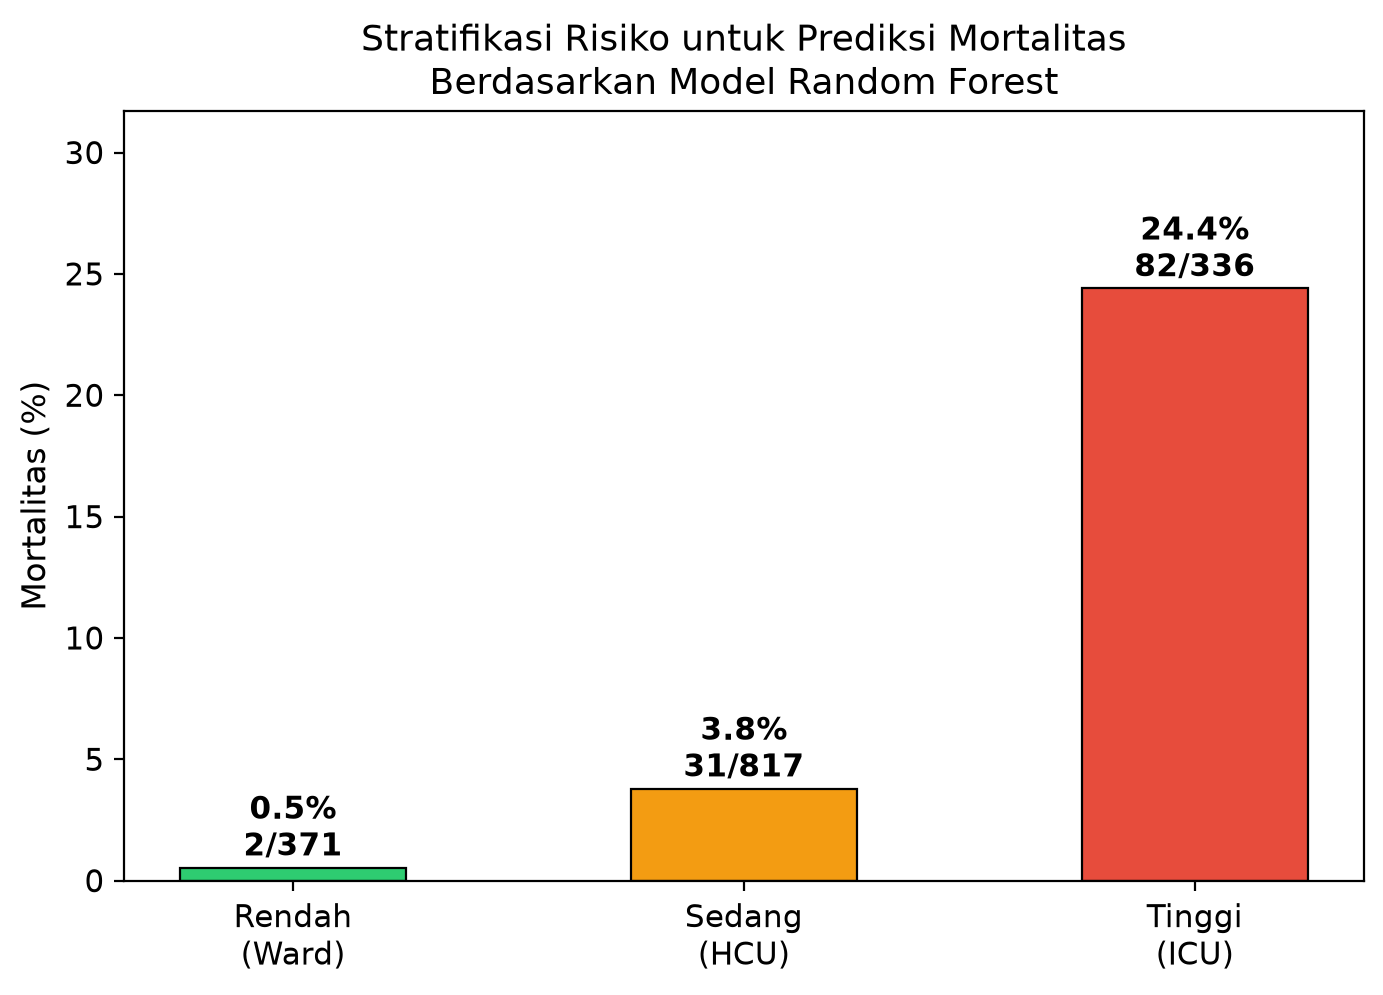 Stratifikasi Risiko untuk Prediksi Mortalitas
Berdasarkan Model Random Forest
Mortalitas (%)
30
25
20
15
10
5
0
0.5%
2/371
3.8%
31/817
24.4%
82/336
Rendah
(Ward)
Sedang
(HCU)
Tinggi
(ICU)